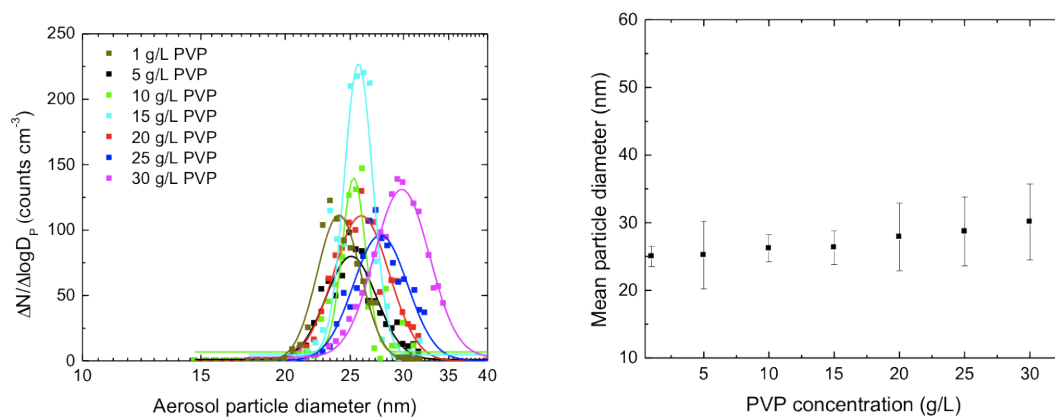 250
200
150
100
50
0
ΔN/ΔlogD_P (counts cm⁻³)
1 g/L PVP
5 g/L PVP
10 g/L PVP
15 g/L PVP
20 g/L PVP
25 g/L PVP
30 g/L PVP
10 15 20 25 30 35 40
Aerosol particle diameter (nm)
60
50
40
30
20
10
Mean particle diameter (nm)
5 10 15 20 25 30
PVP concentration (g/L)